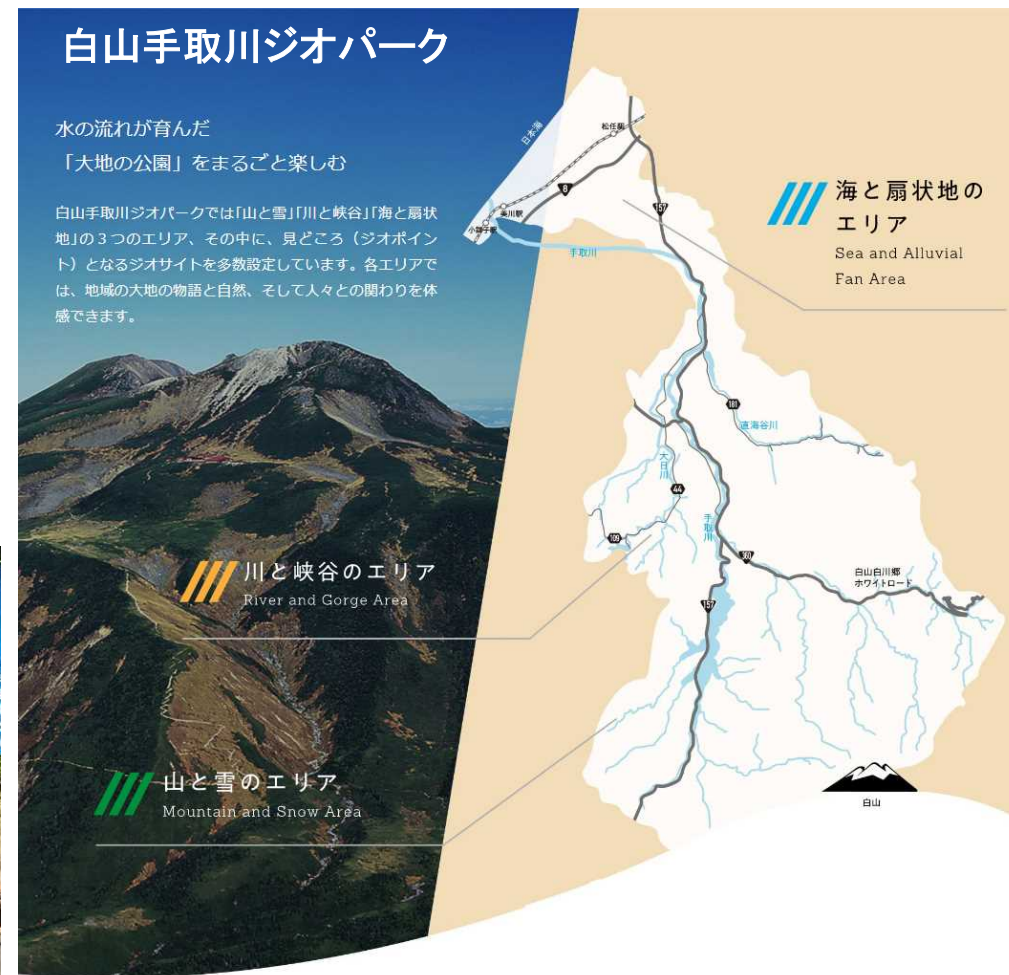 白山手取川ジオパーク
水の流れが育んだ
「大地の公園」をまるごと楽しむ
白山手取川ジオパークでは「山と雪」「川と峡谷」「海と扇状
地」の3つのエリア、その中に、見どころ（ジオポイン
ト）となるジオサイトを多数設定しています。各エリアで
は、地域の大地の物語と自然、そして人々との関わりを体
感できます。
日本海
松任駅
8
美川駅
小舞子駅
157
手取川
海と扇状地の
エリア
Sea and Alluvial
Fan Area
181
直海谷川
大日川
44
手取川
109
360
白山白川郷
ホワイトロード
157
川と峡谷のエリア
River and Gorge Area
山と雪のエリア
Mountain and Snow Area
白山